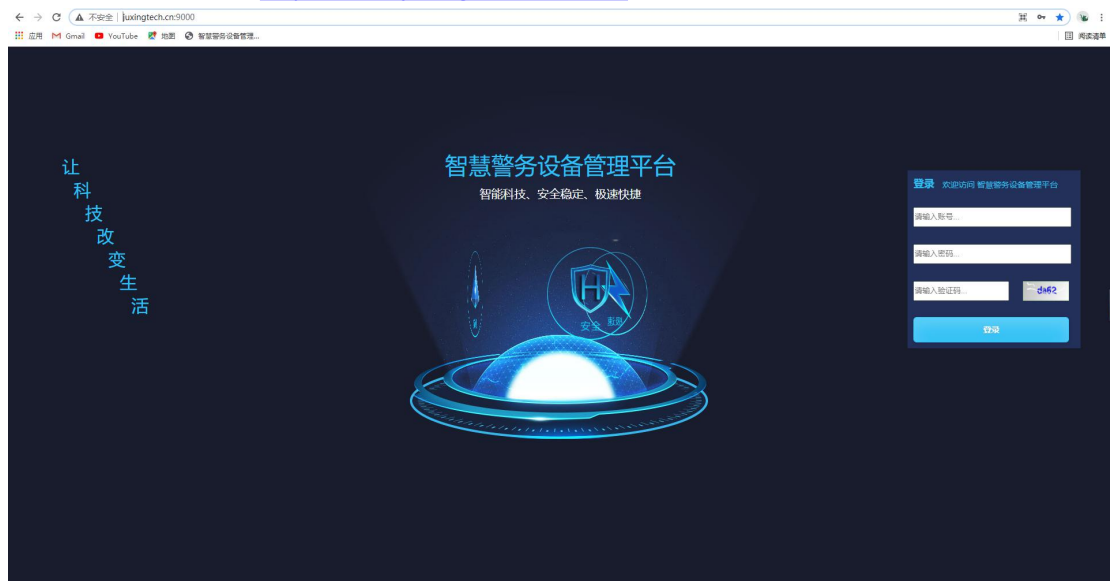 不安全 | juxingtech.cn:9000
应用 Gmail YouTube 地图 智慧警务设备管理... 阅读清单
让
科
技
改
变
生
活
智慧警务设备管理平台
智能科技、安全稳定、极速快捷
H
安全
登录 欢迎访问 智慧警务设备管理平台
请输入账号...
请输入密码...
请输入验证码... da62
登录